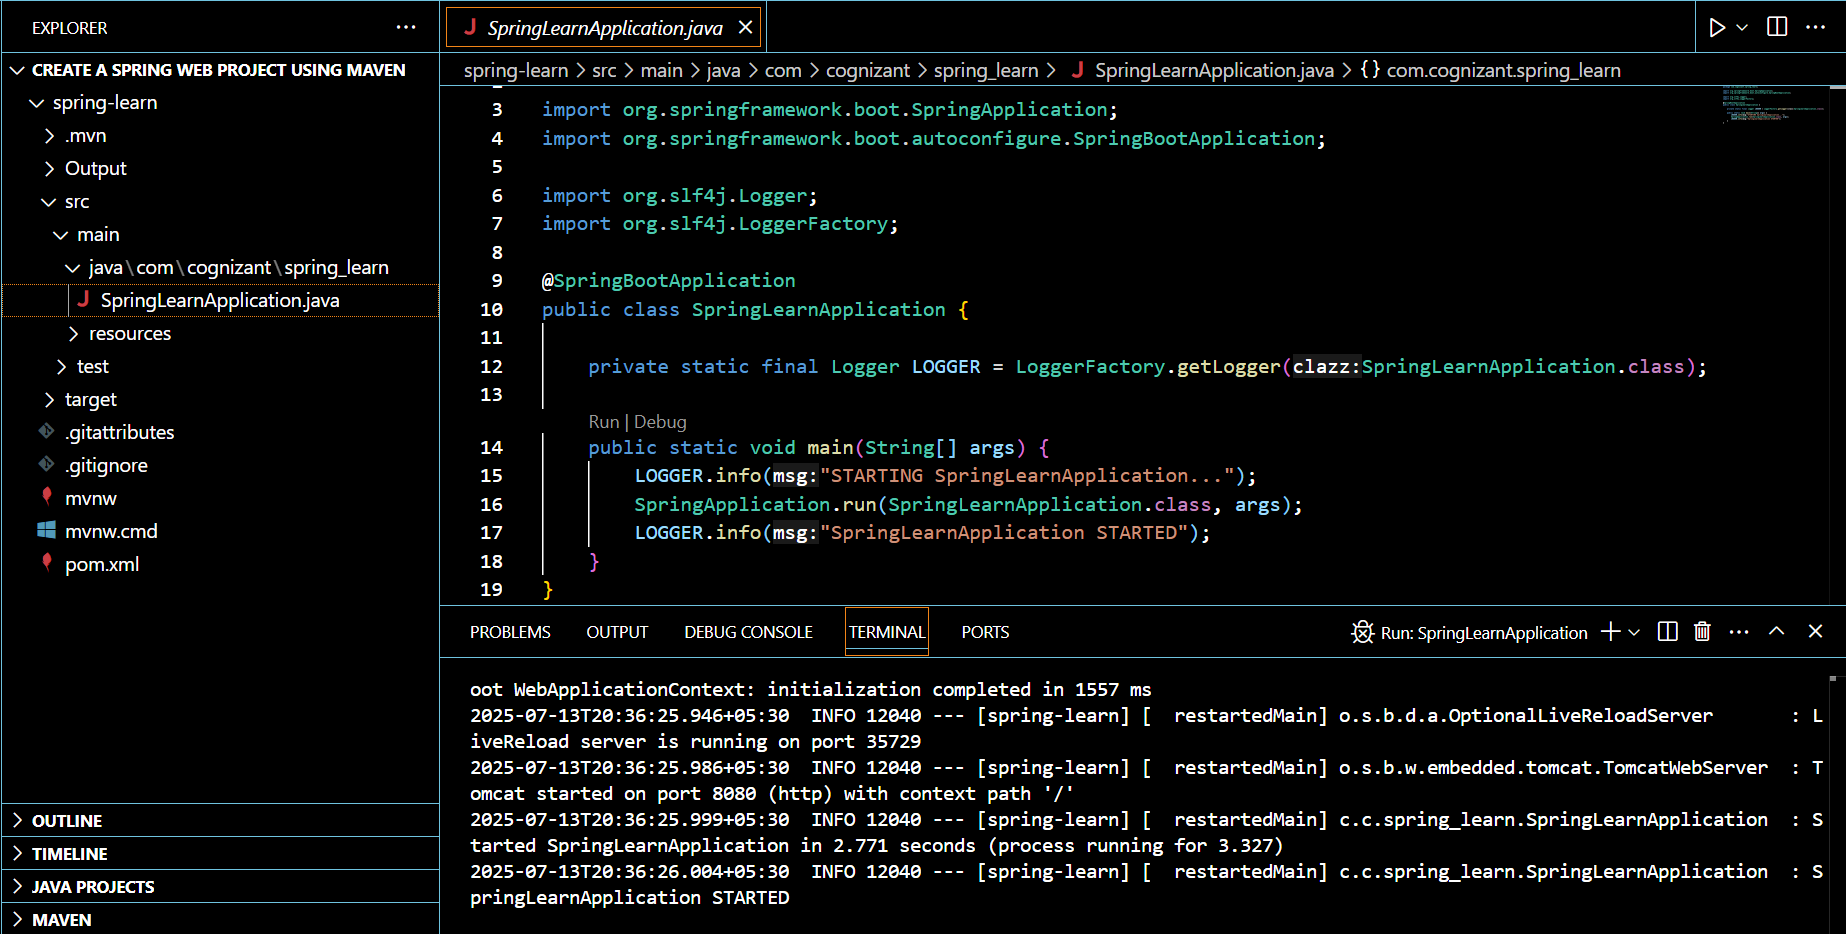 EXPLORER
CREATE A SPRING WEB PROJECT USING MAVEN
spring-learn
.mvn
Output
src
main
java\com\cognizant\spring_learn
SpringLearnApplication.java
resources
test
target
.gitattributes
.gitignore
mvnw
mvnw.cmd
pom.xml
OUTLINE
TIMELINE
JAVA PROJECTS
MAVEN
J SpringLearnApplication.java
spring-learn > src > main > java > com > cognizant > spring_learn > J SpringLearnApplication.java > {} com.cognizant.spring_learn
3 import org.springframework.boot.SpringApplication;
4 import org.springframework.boot.autoconfigure.SpringBootApplication;
5
6 import org.slf4j.Logger;
7 import org.slf4j.LoggerFactory;
8
9 @SpringBootApplication
10 public class SpringLearnApplication {
11
12 private static final Logger LOGGER = LoggerFactory.getLogger(clazz:SpringLearnApplication.class);
13
Run | Debug
14 public static void main(String[] args) {
15 LOGGER.info(msg:"STARTING SpringLearnApplication...");
16 SpringApplication.run(SpringLearnApplication.class, args);
17 LOGGER.info(msg:"SpringLearnApplication STARTED");
18 }
19 }
PROBLEMS OUTPUT DEBUG CONSOLE TERMINAL PORTS Run: SpringLearnApplication
oot WebApplicationContext: initialization completed in 1557 ms
2025-07-13T20:36:25.946+05:30  INFO 12040 --- [spring-learn] [  restartedMain] o.s.b.d.a.OptionalLiveReloadServer       : L
iveReload server is running on port 35729
2025-07-13T20:36:25.986+05:30  INFO 12040 --- [spring-learn] [  restartedMain] o.s.b.w.embedded.tomcat.TomcatWebServer  : T
omcat started on port 8080 (http) with context path '/'
2025-07-13T20:36:25.999+05:30  INFO 12040 --- [spring-learn] [  restartedMain] c.c.spring_learn.SpringLearnApplication  : S
tarted SpringLearnApplication in 2.771 seconds (process running for 3.327)
2025-07-13T20:36:26.004+05:30  INFO 12040 --- [spring-learn] [  restartedMain] c.c.spring_learn.SpringLearnApplication  : S
pringLearnApplication STARTED